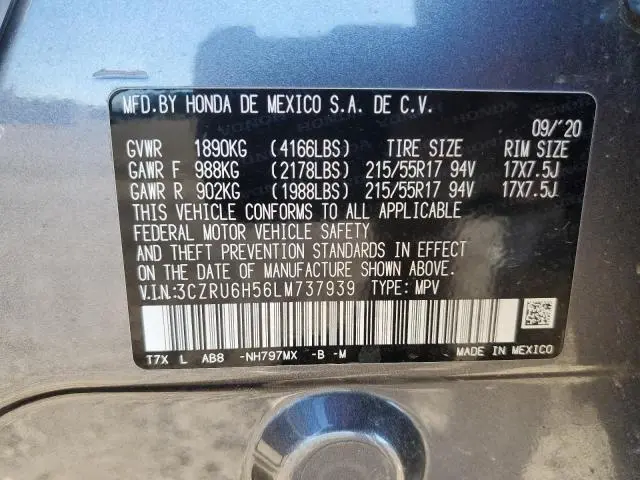 MFD.BY HONDA DE MEXICO S.A. DE C.V.
09/'20
GVWR 1890KG (4166LBS) TIRE SIZE RIM SIZE
GAWR F 988KG (2178LBS) 215/55R17 94V 17X7.5J
GAWR R 902KG (1988LBS) 215/55R17 94V 17X7.5J
THIS VEHICLE CONFORMS TO ALL APPLICABLE
FEDERAL MOTOR VEHICLE SAFETY
AND THEFT PREVENTION STANDARDS IN EFFECT
ON THE DATE OF MANUFACTURE SHOWN ABOVE.
V.I.N:3CZRU6H56LM737939 TYPE: MPV
T7X L AB8 -NH797MX -B -M MADE IN MEXICO